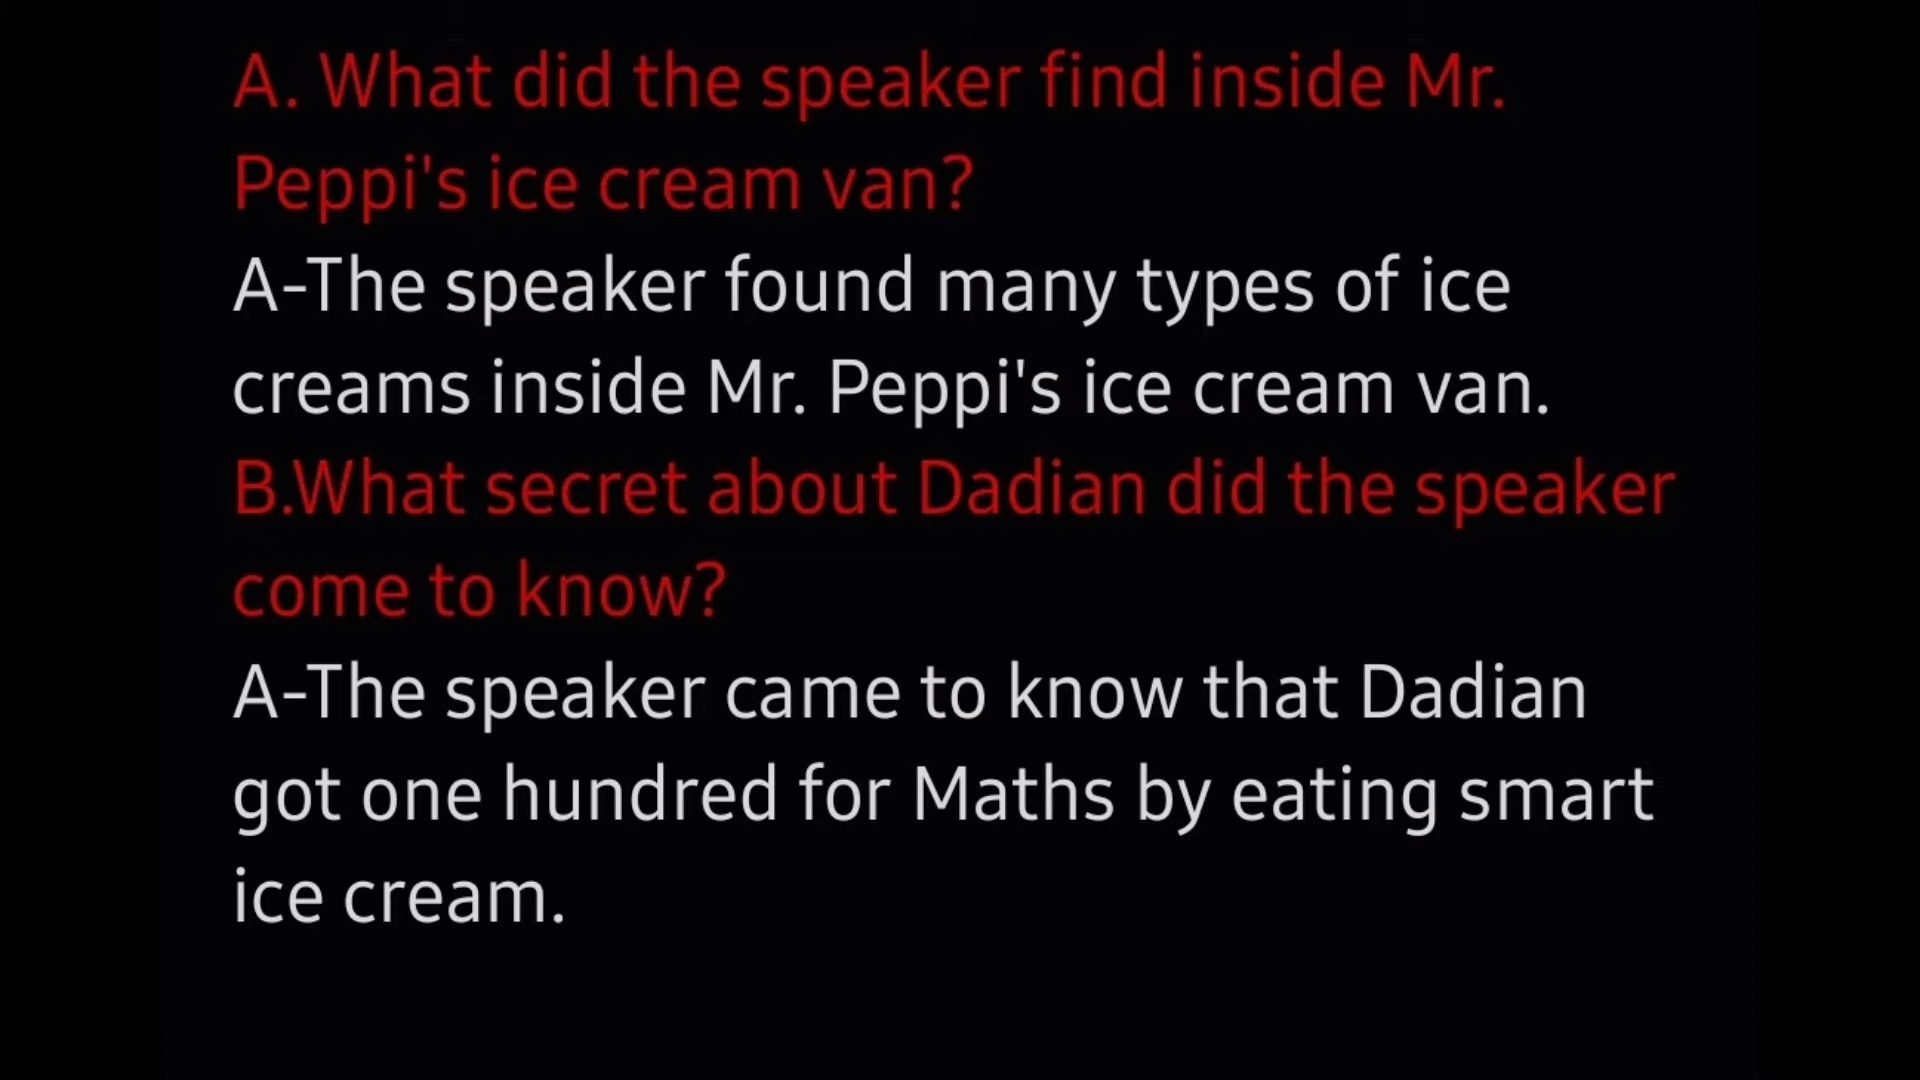 A. What did the speaker find inside Mr.
Peppi's ice cream van?
A-The speaker found many types of ice
creams inside Mr. Peppi's ice cream van.
B.What secret about Dadian did the speaker
come to know?
A-The speaker came to know that Dadian
got one hundred for Maths by eating smart
ice cream.